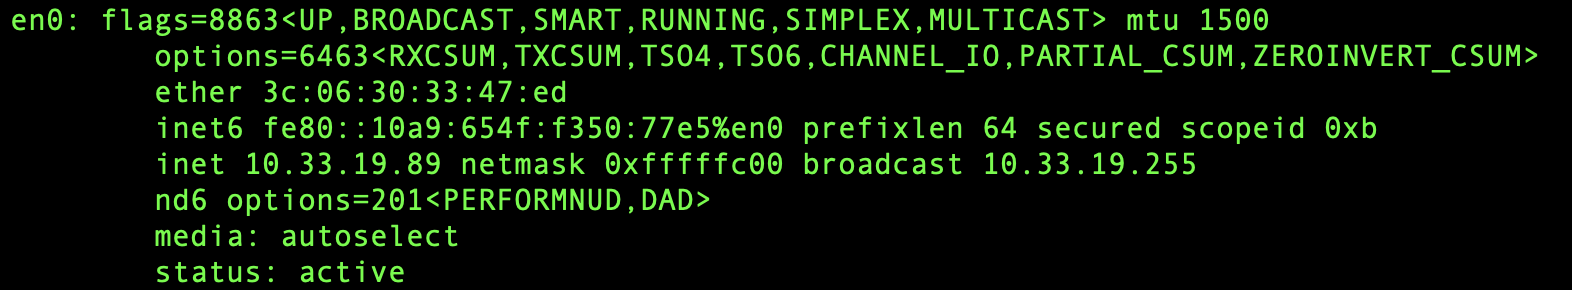 en0: flags=8863<UP,BROADCAST,SMART,RUNNING,SIMPLEX,MULTICAST> mtu 1500
options=6463<RXCSUM,TXCSUM,TSO4,TSO6,CHANNEL_IO,PARTIAL_CSUM,ZEROINVERT_CSUM>
ether 3c:06:30:33:47:ed
inet6 fe80::10a9:654f:f350:77e5%en0 prefixlen 64 secured scopeid 0xb
inet 10.33.19.89 netmask 0xfffffc00 broadcast 10.33.19.255
nd6 options=201<PERFORMNUD,DAD>
media: autoselect
status: active